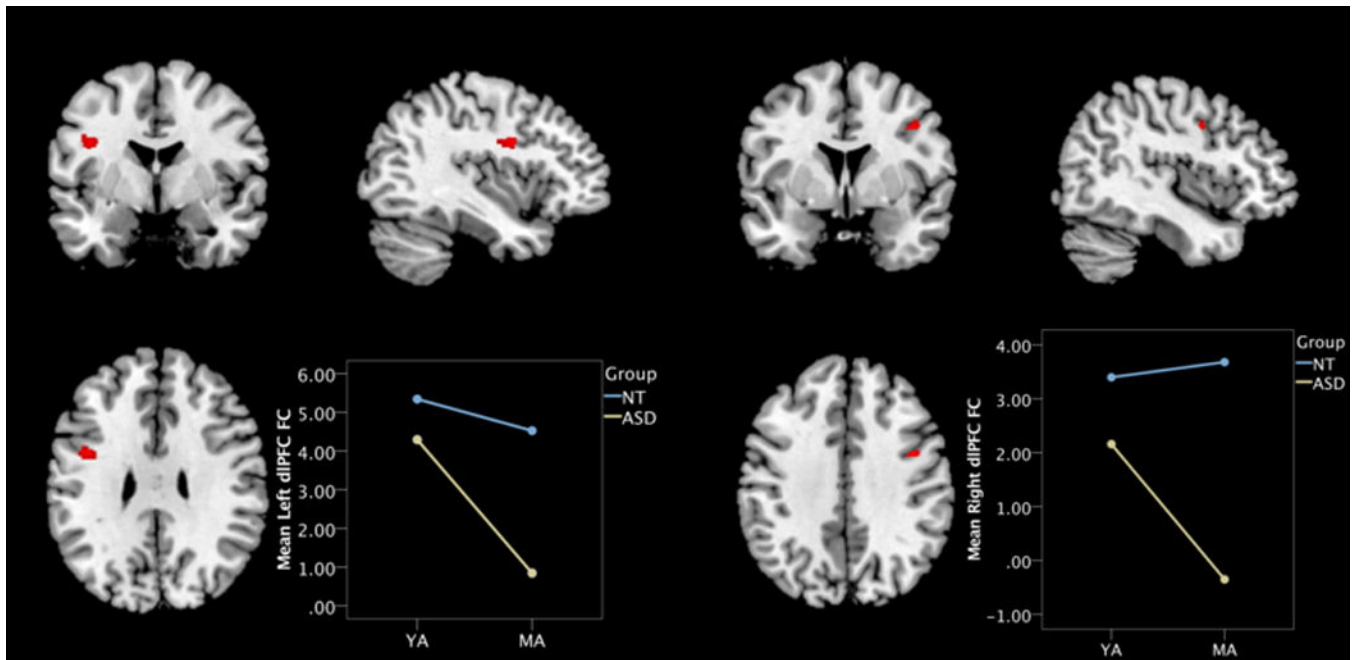 Mean Left dlPFC FC
6.00
5.00
4.00
3.00
2.00
1.00
.00
YA MA
Group
NT
ASD
Mean Right dlPFC FC
4.00
3.00
2.00
1.00
.00
-1.00
YA MA
Group
NT
ASD